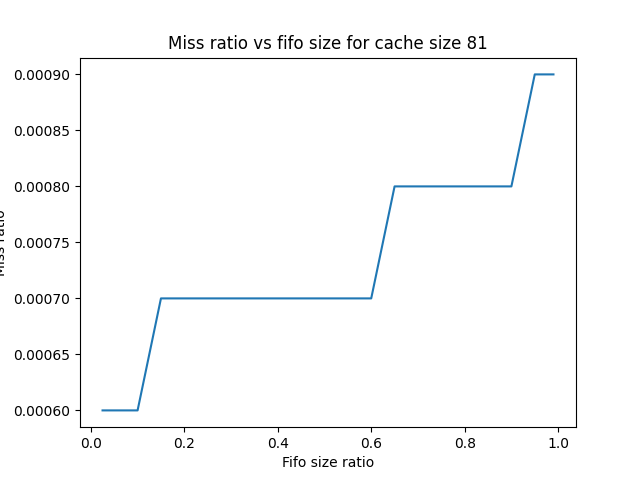 Miss ratio vs fifo size for cache size 81
0.00090
0.00085
0.00080
0.00075
0.00070
0.00065
0.00060
Miss ratio
0.0 0.2 0.4 0.6 0.8 1.0
Fifo size ratio